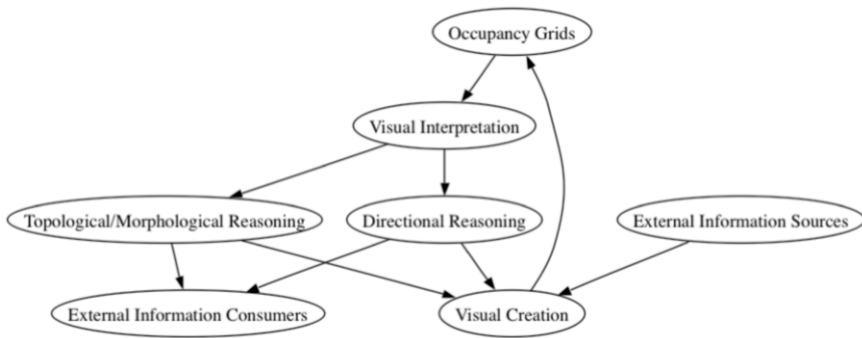 Occupancy Grids
Visual Interpretation
Topological/Morphological Reasoning
Directional Reasoning
External Information Sources
External Information Consumers
Visual Creation